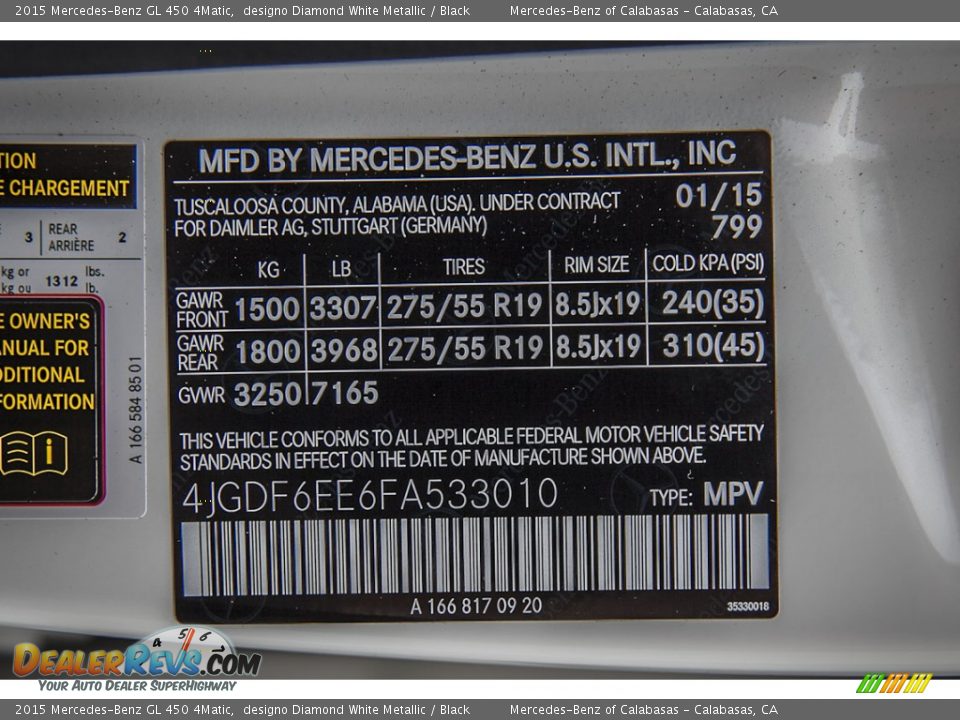 2015 Mercedes-Benz GL 450 4Matic, designo Diamond White Metallic / Black Mercedes-Benz of Calabasas - Calabasas, CA
TION
E CHARGEMENT
3 REAR ARRIÈRE 2
kg or
kg ou 1312 lbs. lb.
E OWNER'S
ANUAL FOR
DDITIONAL
FORMATION
A 166 584 85 01
MFD BY MERCEDES-BENZ U.S. INTL., INC
TUSCALOOSA COUNTY, ALABAMA (USA). UNDER CONTRACT 01/15
FOR DAIMLER AG, STUTTGART (GERMANY) 799
KG LB TIRES RIM SIZE COLD KPA (PSI)
GAWR FRONT 1500 3307 275/55 R19 8.5Jx19 240(35)
GAWR REAR 1800 3968 275/55 R19 8.5Jx19 310(45)
GVWR 3250 7165
THIS VEHICLE CONFORMS TO ALL APPLICABLE FEDERAL MOTOR VEHICLE SAFETY
STANDARDS IN EFFECT ON THE DATE OF MANUFACTURE SHOWN ABOVE.
4JGDF6EE6FA533010 TYPE: MPV
A 166 817 09 20 35330018
4 5 6
DEALERREVS.COM
YOUR AUTO DEALER SUPERHIGHWAY
2015 Mercedes-Benz GL 450 4Matic, designo Diamond White Metallic / Black Mercedes-Benz of Calabasas - Calabasas, CA